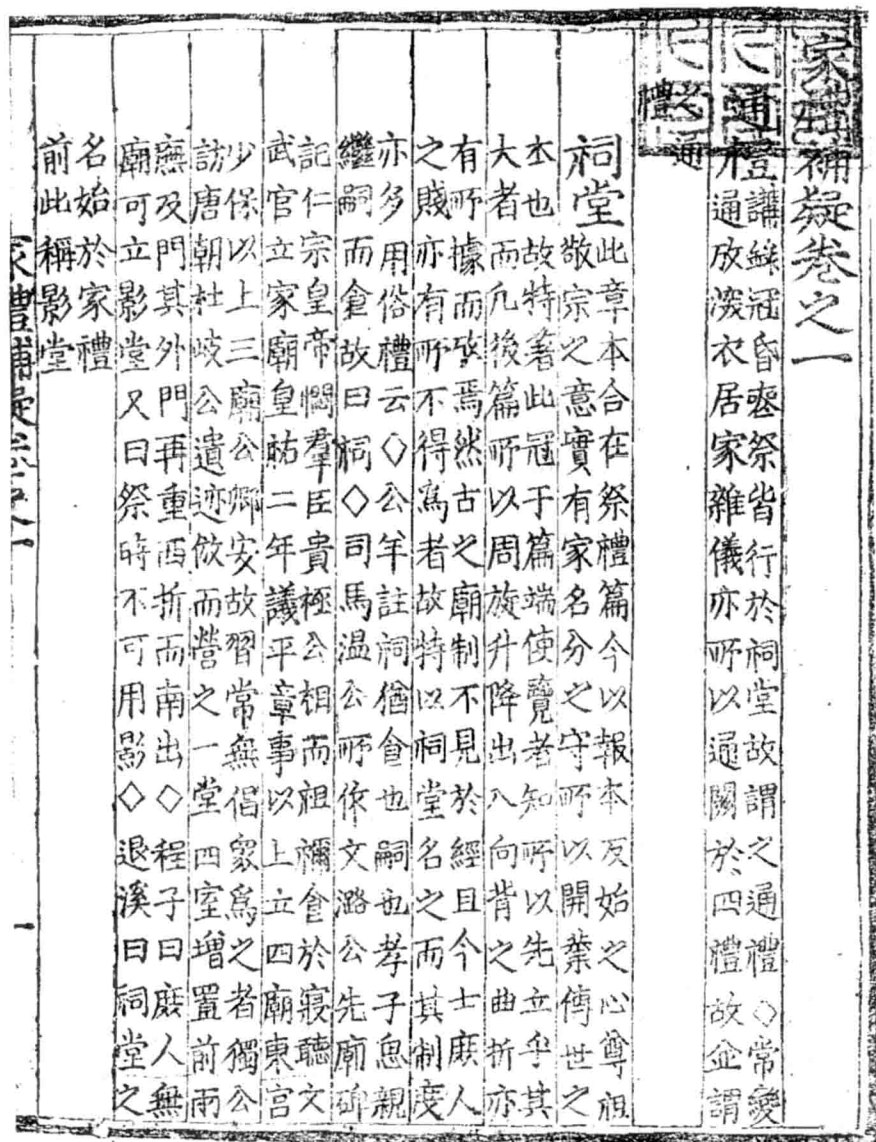 家禮補疑卷之一
通禮 謙緣冠昏喪祭皆行於祠堂故謂之通禮◇常變
本通放深衣居家雜儀亦所以通關於四禮故企謂
之通
禮
祠堂 此章本合在祭禮篇今以報本反始之心尊祖
敬宗之意實有家名分之守所以開業傳世之
本也故特著此冠于篇端使覽者知所以先立乎其
大者而凡後篇所以周旋升降出入向背之曲折亦
有所據而攷焉然古之廟制不見於經且今士庶人
之賤亦有所不得爲者故特以祠堂名之而其制度
亦多用俗禮云◇公羊註祠猶食也嗣也孝子思親
繼嗣而食故曰祠◇司馬溫公所作文潞公先廟碑
記仁宗皇帝憫羣臣貴極公相而祖禰食於寢聽文
武官立家廟皇祐二年議平章事以上立四廟東宮
少保以上三廟公卿安故習常無倡衆爲之者獨公
訪唐朝杜岐公遺迹倣而營之一堂四室增置前兩
廡及門其外門再重西折而南出◇程子曰庶人無
廟可立影堂又曰祭時不可用影◇退溪曰祠堂之
名始於家禮
前此稱影堂
家禮補疑卷之一
一